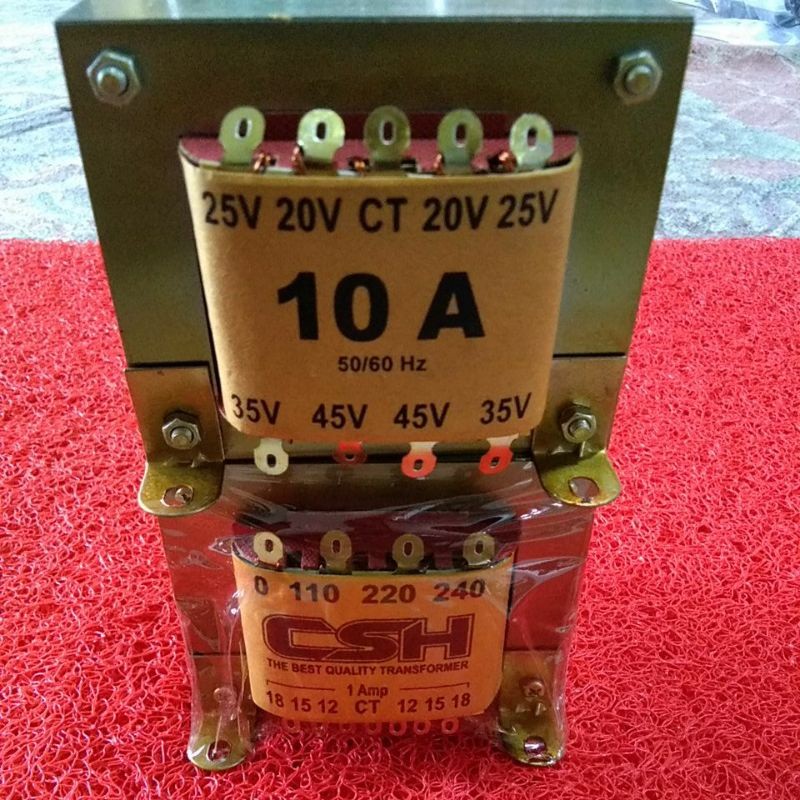 25V 20V CT 20V 25V
10 A
50/60 Hz
35V 45V 45V 35V
0 110 220 240
CSH
THE BEST QUALITY TRANSFORMER
1 Amp
18 15 12 CT 12 15 18